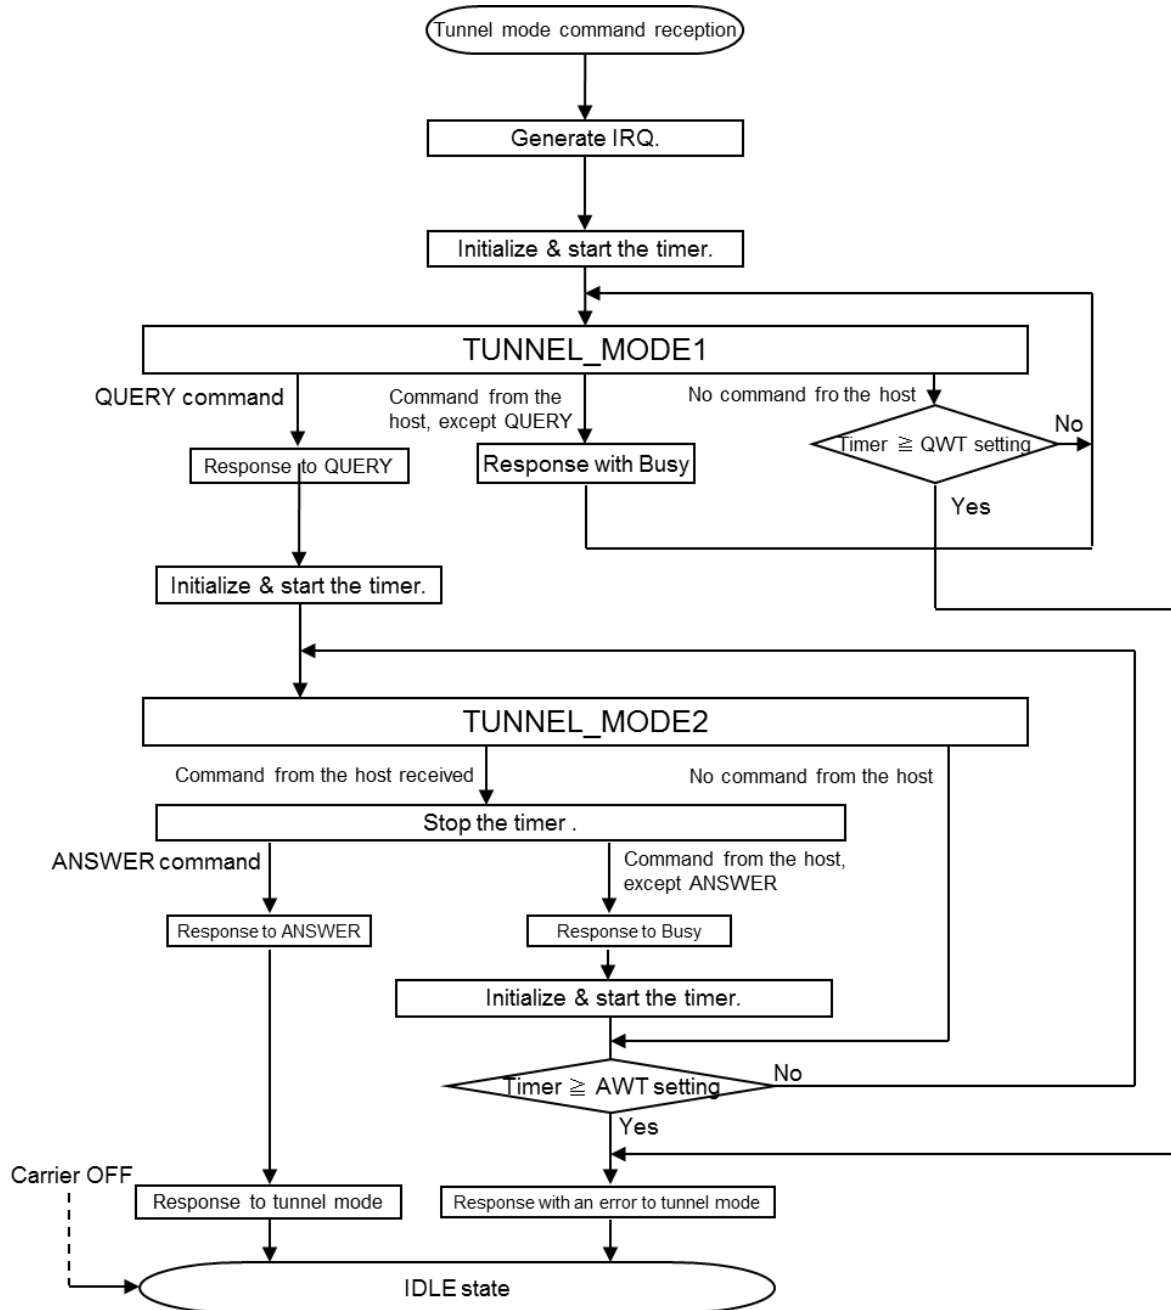 Tunnel mode command reception
Generate IRQ.
Initialize & start the timer.
TUNNEL_MODE1
QUERY command
Command from the
host, except QUERY
No command fro the host
Timer ≧ QWT setting
No
Yes
Response to QUERY
Response with Busy
Initialize & start the timer.
TUNNEL_MODE2
Command from the host received
No command from the host
Stop the timer .
ANSWER command
Command from the host,
except ANSWER
Response to ANSWER
Response to Busy
Initialize & start the timer.
Timer ≧ AWT setting
No
Yes
Carrier OFF
Response to tunnel mode
Response with an error to tunnel mode
IDLE state